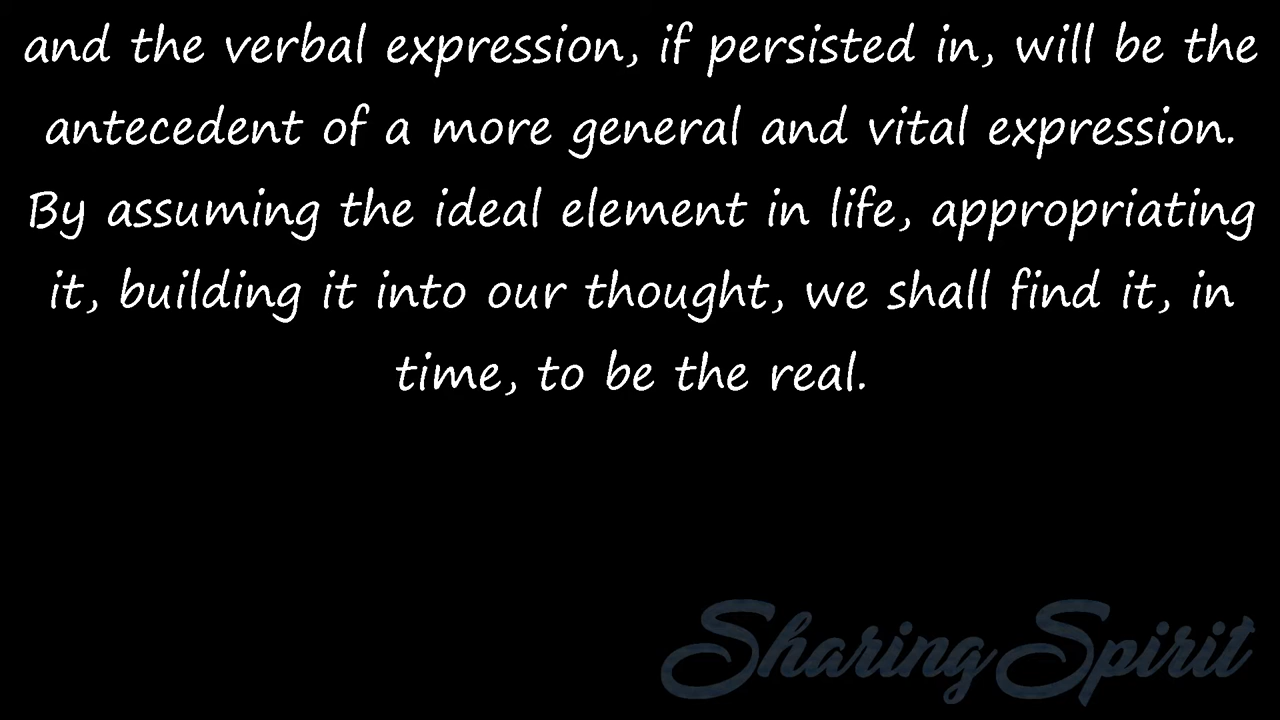 and the verbal expression, if persisted in, will be the
antecedent of a more general and vital expression.
By assuming the ideal element in life, appropriating
it, building it into our thought, we shall find it, in
time, to be the real.
SharingSpirit